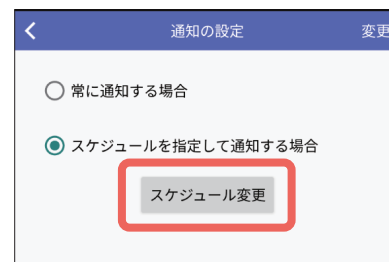 通知の設定 変更
常に通知する場合
スケジュールを指定して通知する場合
スケジュール変更